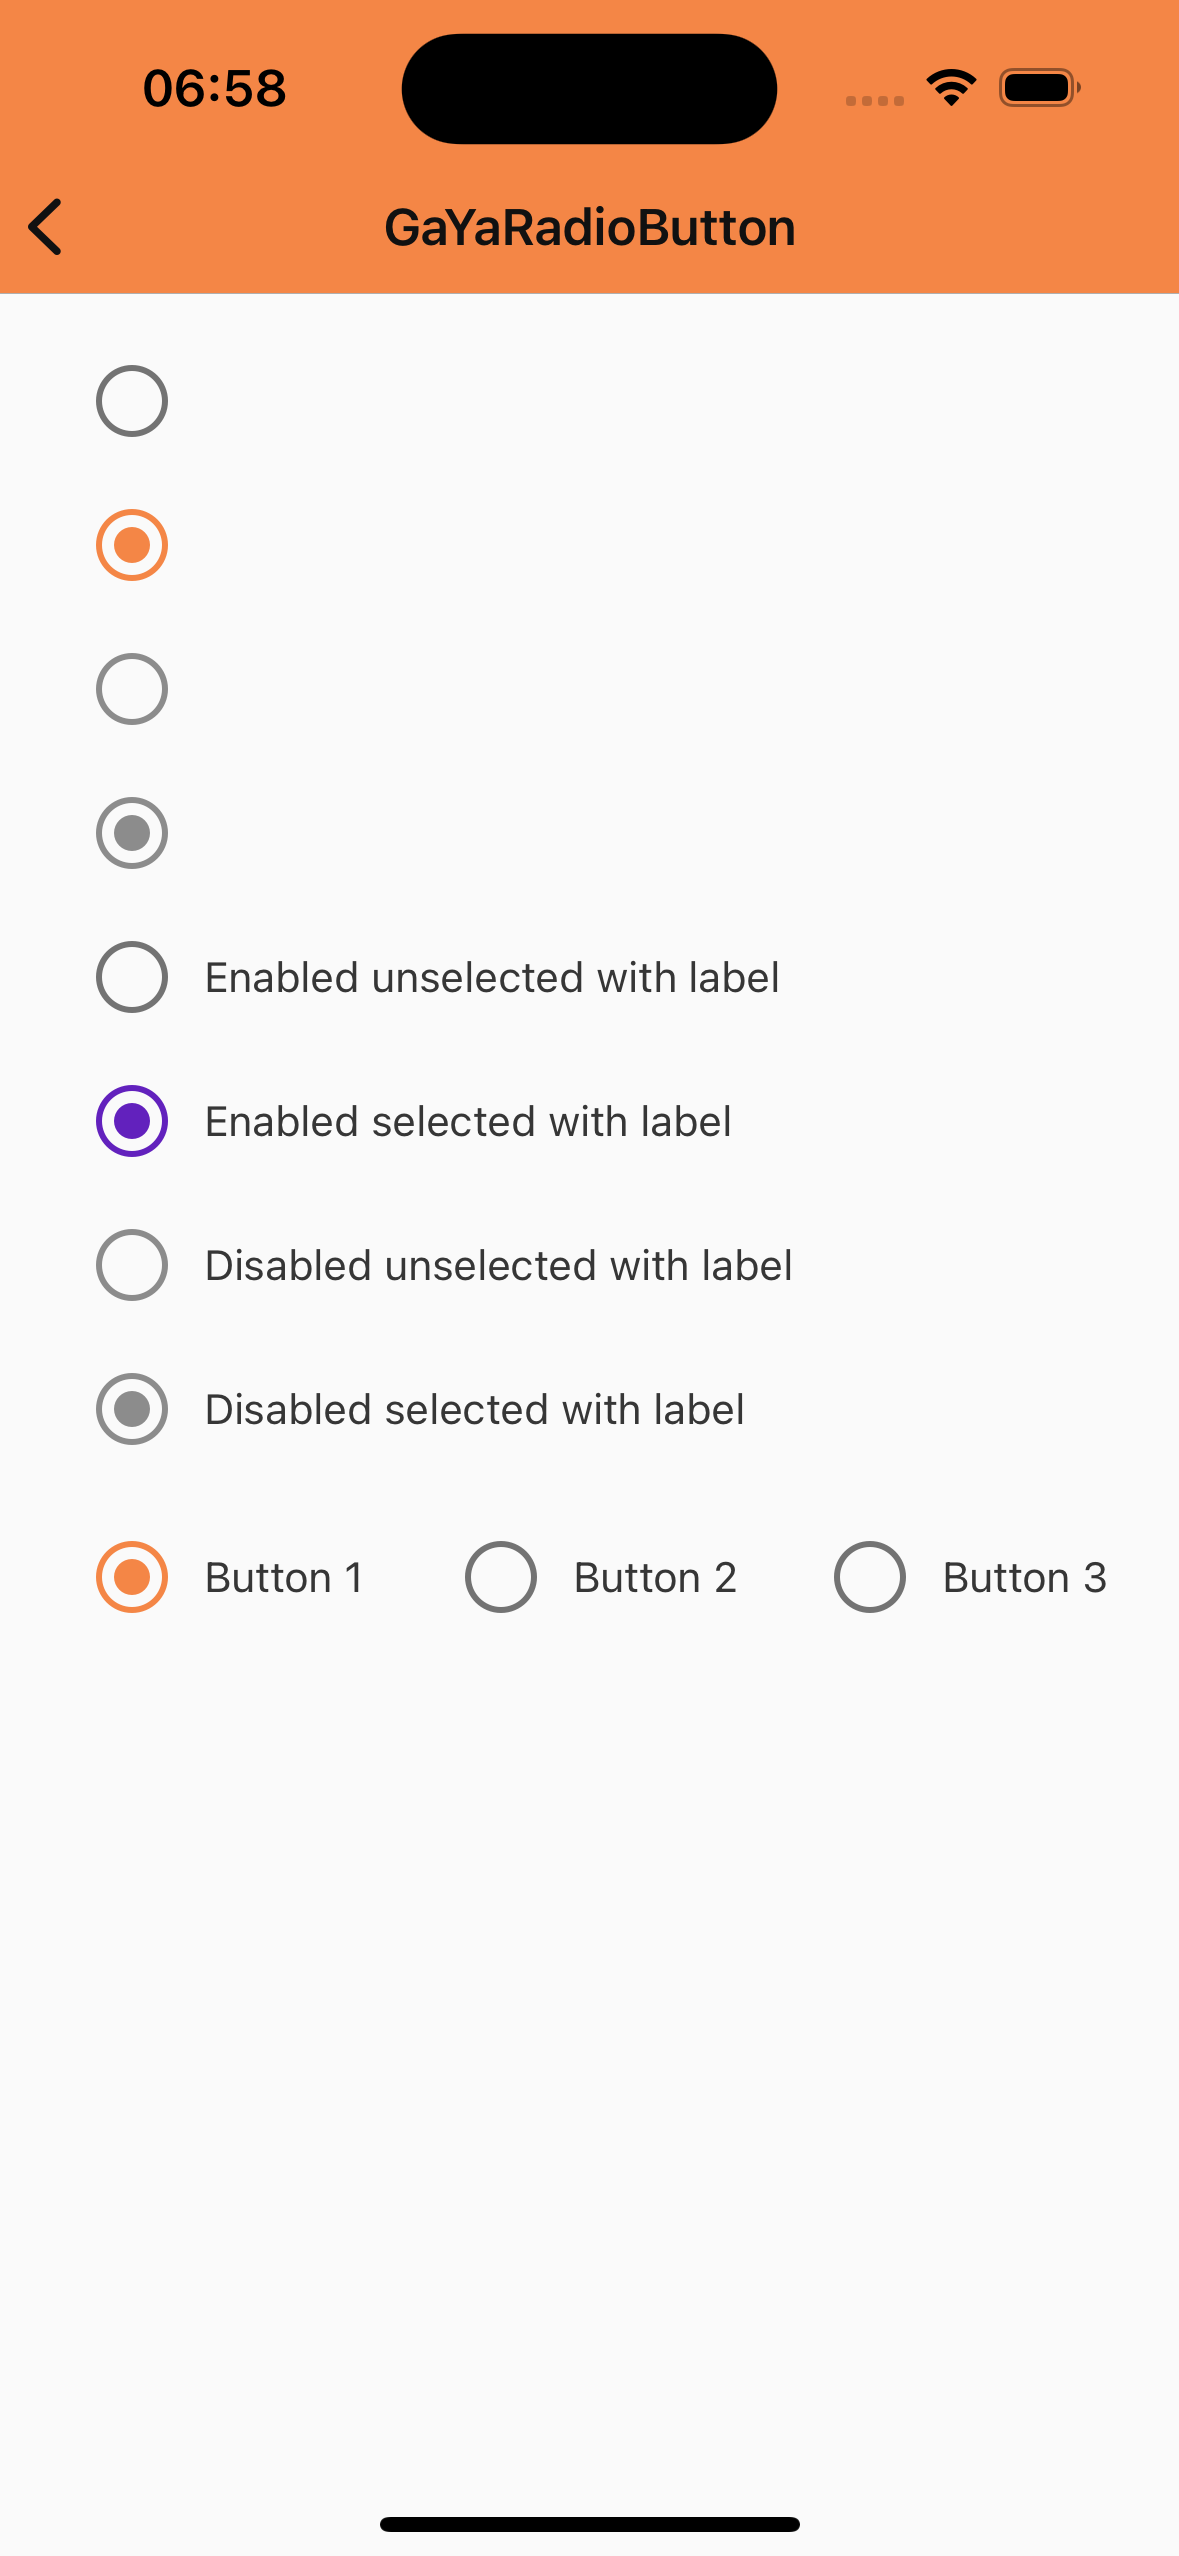 06:58
GaYaRadioButton
Enabled unselected with label
Enabled selected with label
Disabled unselected with label
Disabled selected with label
Button 1 Button 2 Button 3